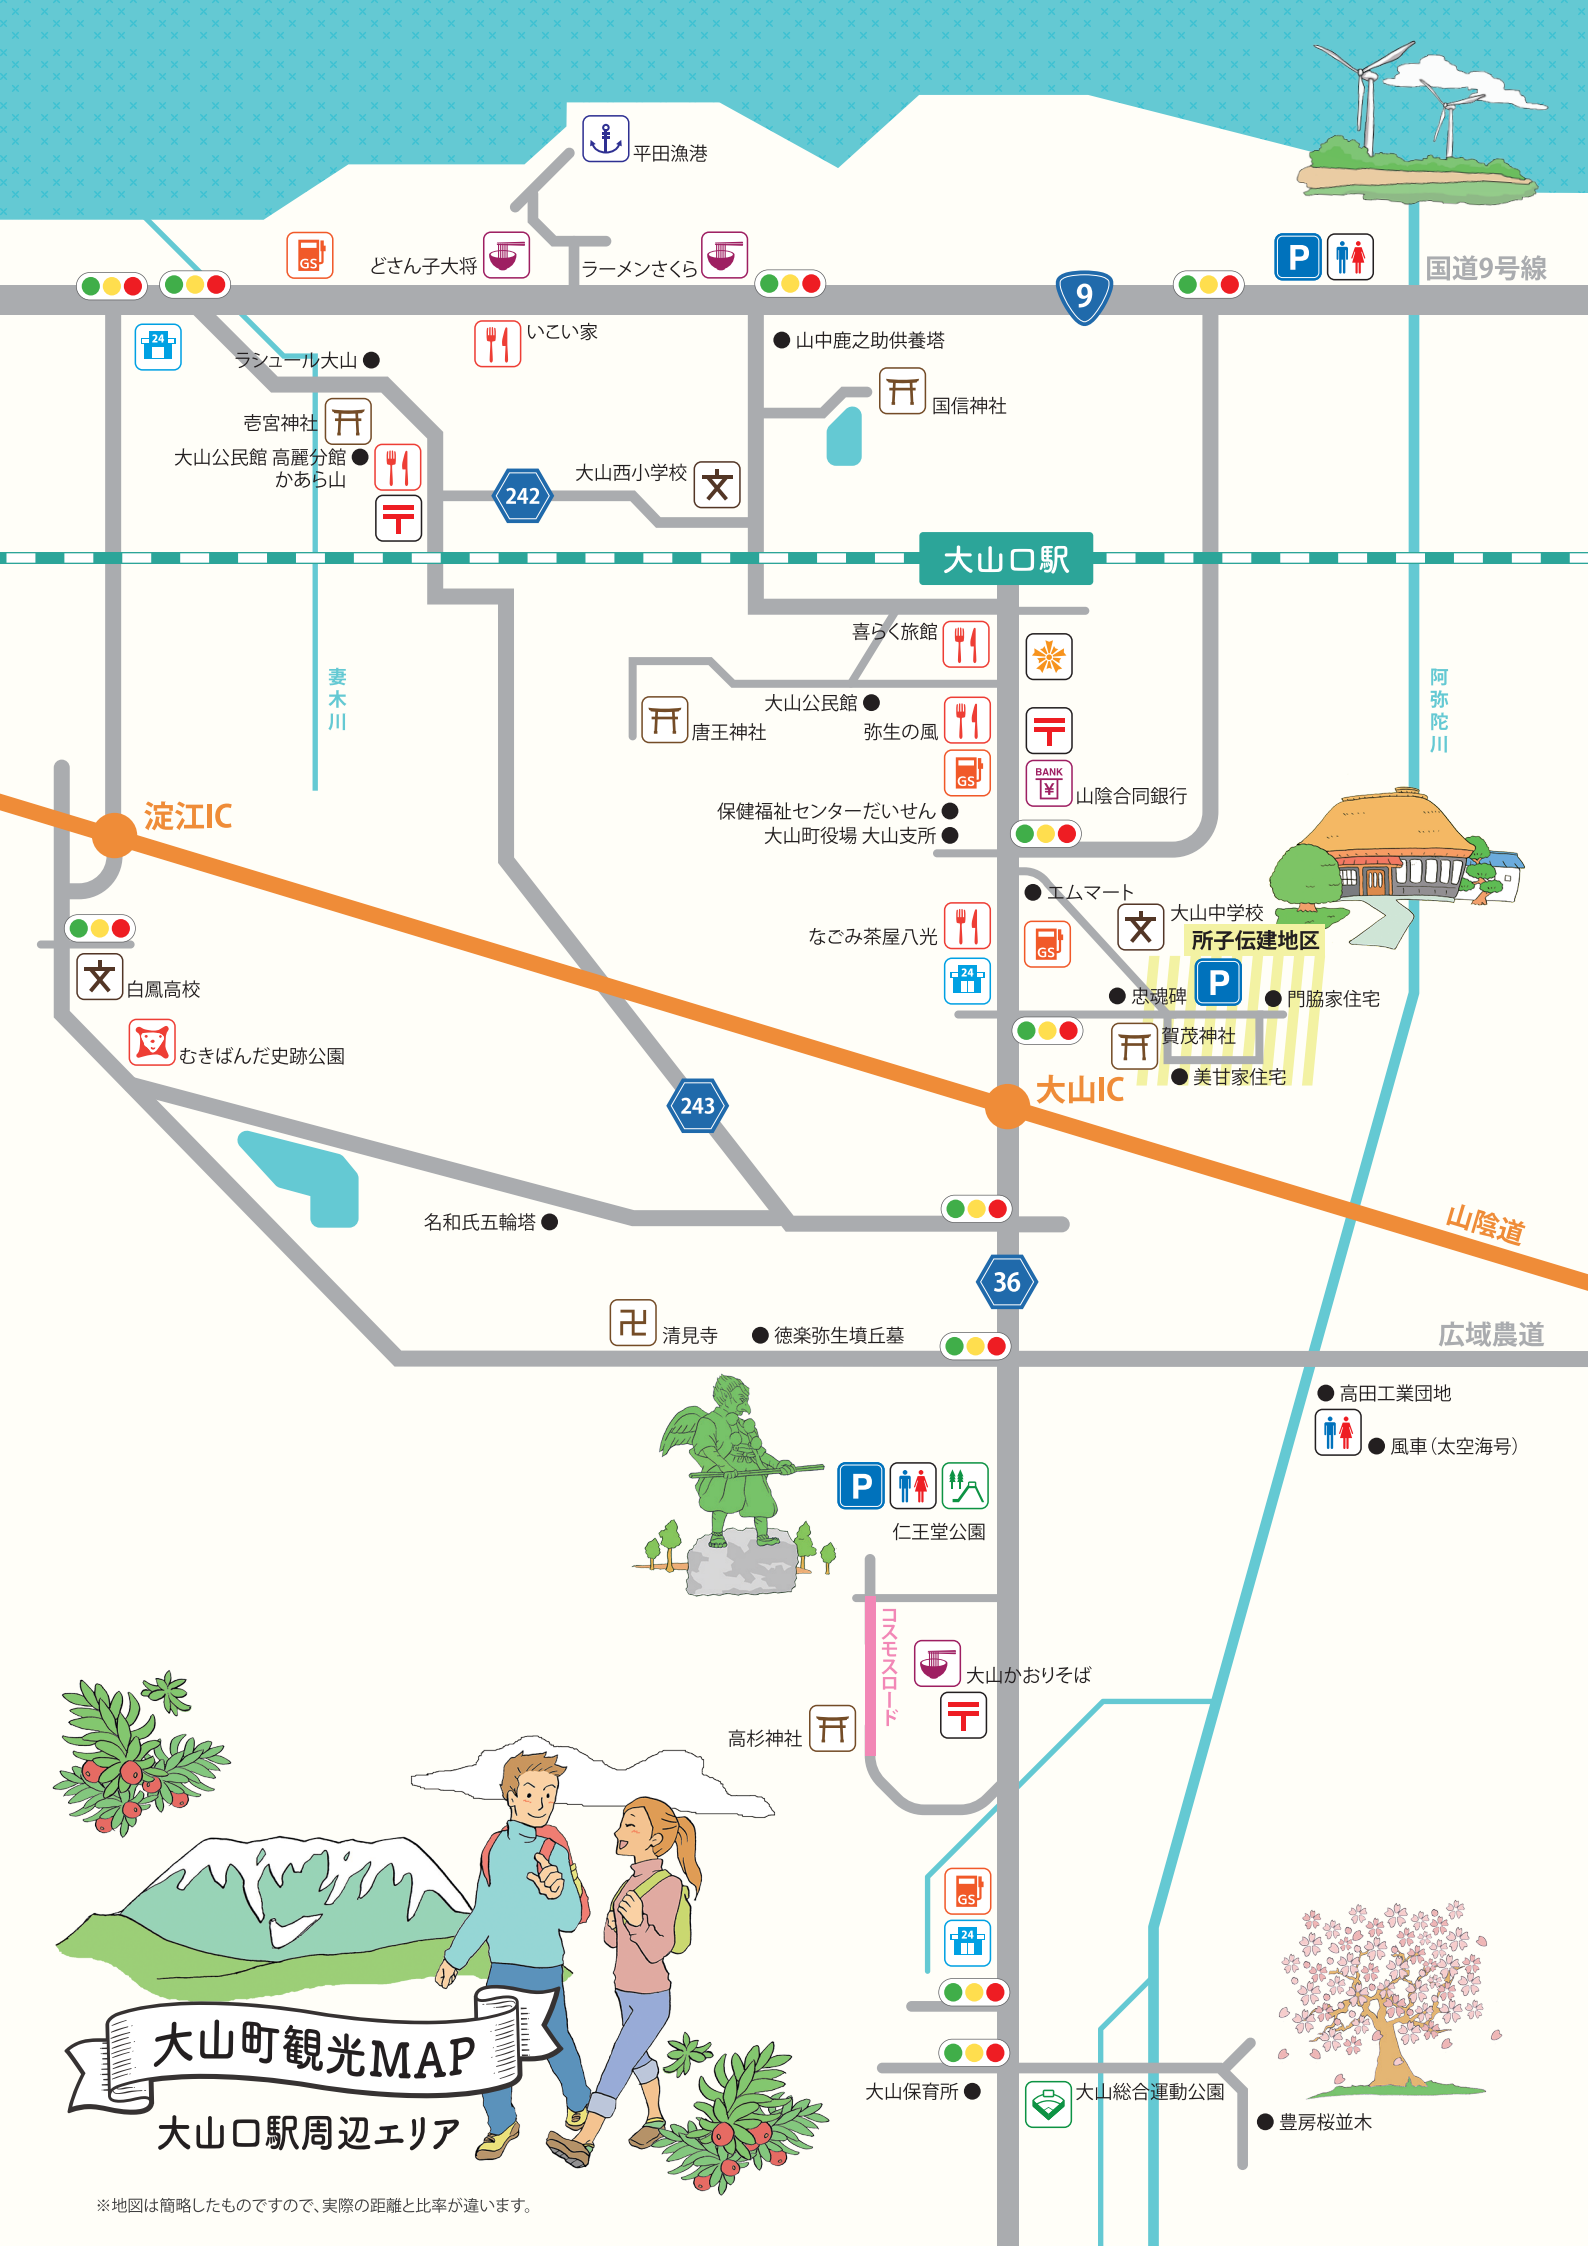 平田漁港
GS
どさん子大将
ラーメンさくら
P
国道9号線
9
24
いこい家
ラシュール大山
山中鹿之助供養塔
壱宮神社
国信神社
大山公民館 高麗分館
かあら山
大山西小学校
文
242
大山口駅
喜らく旅館
妻木川
阿弥陀川
大山公民館
唐王神社
弥生の風
GS
BANK
¥
山陰合同銀行
淀江IC
保健福祉センターだいせん
大山町役場 大山支所
エムマート
文
大山中学校
なごみ茶屋八光
GS
所子伝建地区
24
P
文
白鳳高校
忠魂碑
門脇家住宅
むきばんだ史跡公園
賀茂神社
美甘家住宅
大山IC
243
名和氏五輪塔
山陰道
36
卍
清見寺
徳楽弥生墳丘墓
広域農道
高田工業団地
風車（太空海号）
P
仁王堂公園
コスモスロード
大山かおりそば
高杉神社
GS
24
大山町観光MAP
大山口駅周辺エリア
大山保育所
大山総合運動公園
豊房桜並木
※地図は簡略したものですので、実際の距離と比率が違います。